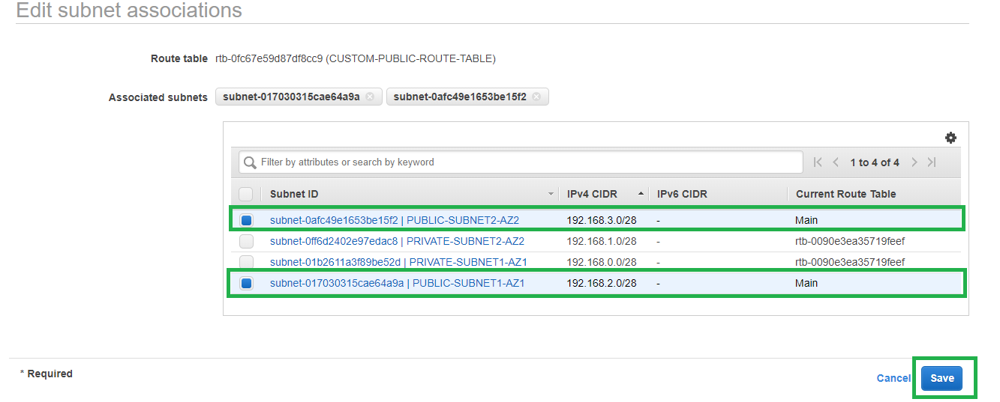 Edit subnet associations
Route table rtb-0fc67e59d87df8cc9 (CUSTOM-PUBLIC-ROUTE-TABLE)
Associated subnets subnet-017030315cae64a9a subnet-0afc49e1653be15f2
Filter by attributes or search by keyword 1 to 4 of 4
Subnet ID IPv4 CIDR IPv6 CIDR Current Route Table
subnet-0afc49e1653be15f2 | PUBLIC-SUBNET2-AZ2 192.168.3.0/28 - Main
subnet-0ff6d2402e97edac8 | PRIVATE-SUBNET2-AZ2 192.168.1.0/28 - rtb-0090e3ea35719feef
subnet-01b2611a3f89be52d | PRIVATE-SUBNET1-AZ1 192.168.0.0/28 - rtb-0090e3ea35719feef
subnet-017030315cae64a9a | PUBLIC-SUBNET1-AZ1 192.168.2.0/28 - Main
* Required
Cancel Save